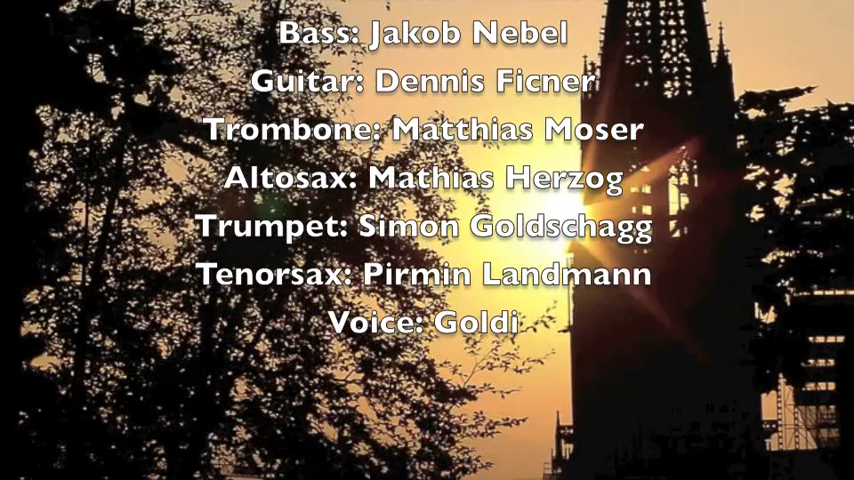 Bass: Jakob Nebel
Guitar: Dennis Ficner
Trombone: Matthias Moser
Altosax: Mathias Herzog
Trumpet: Simon Goldschagg
Tenorsax: Pirmin Landmann
Voice: Goldi